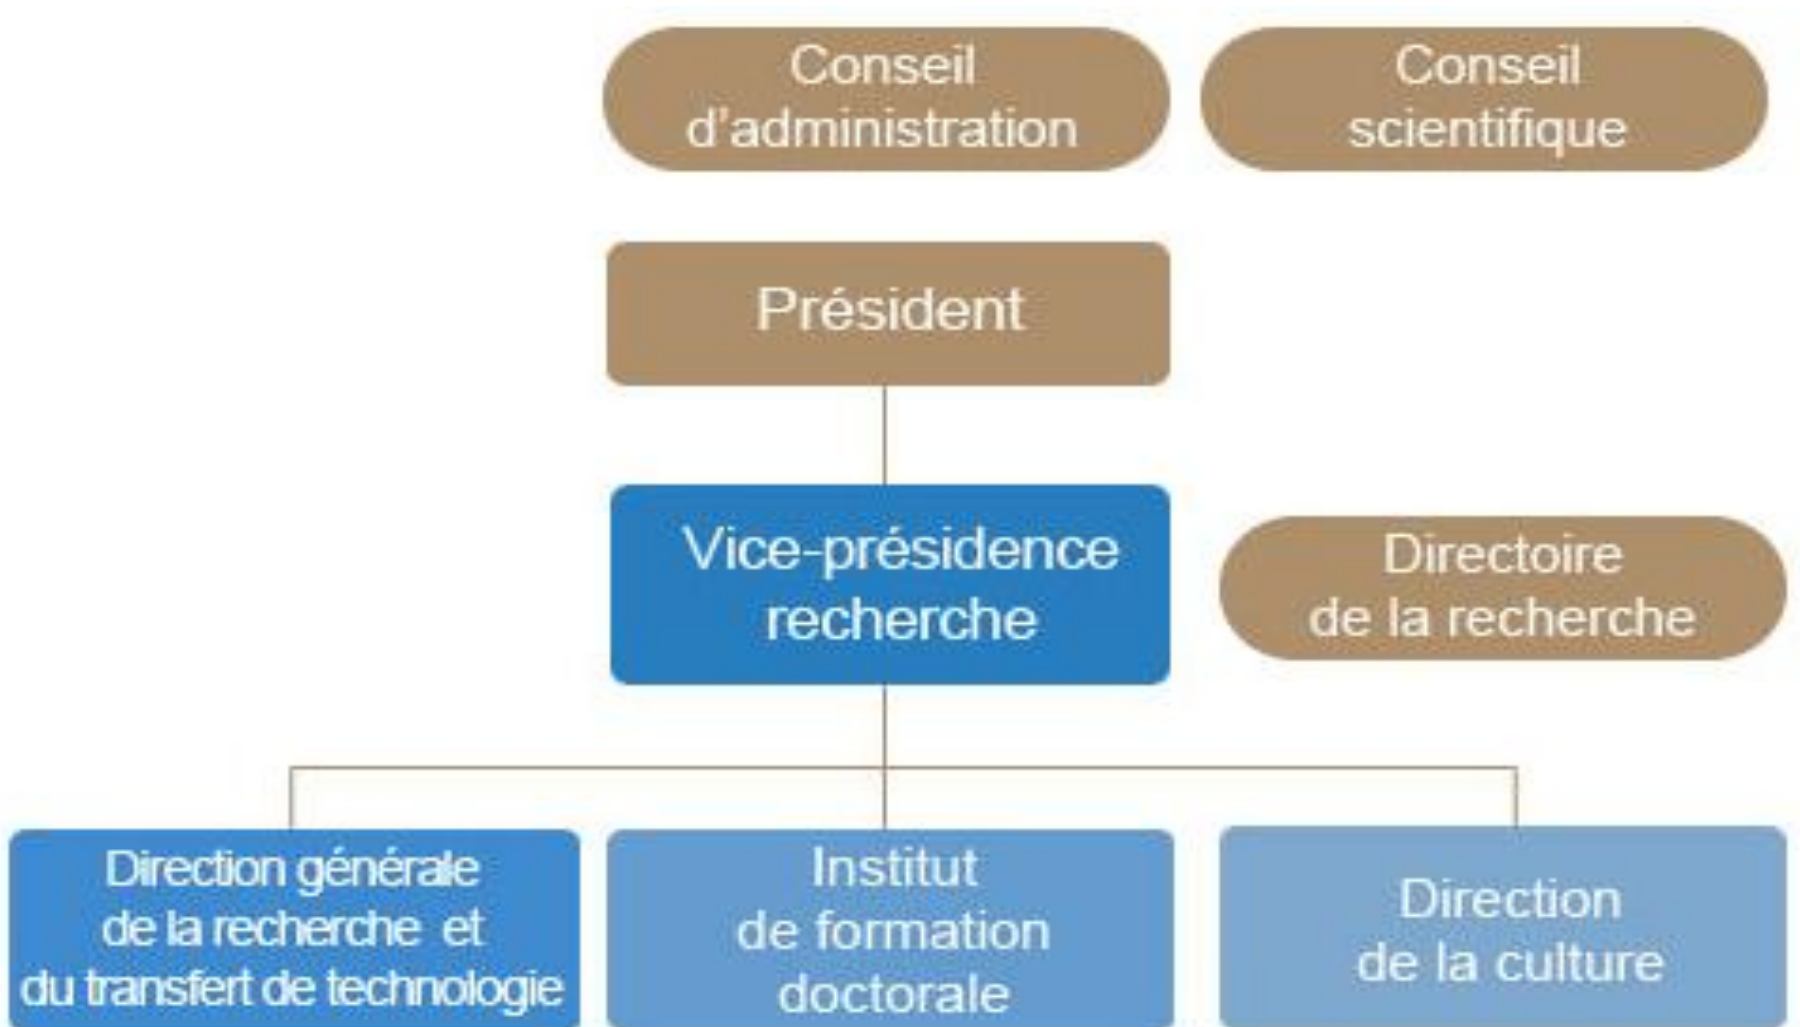 Conseil
d'administration
Conseil
scientifique
Président
Vice-présidence
recherche
Directoire
de la recherche
Direction générale
de la recherche et
du transfert de technologie
Institut
de formation
doctorale
Direction
de la culture